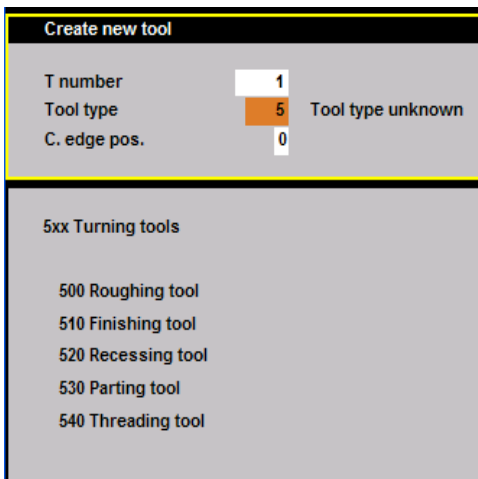 Create new tool
T number 1
Tool type 5 Tool type unknown
C. edge pos. 0
5xx Turning tools
500 Roughing tool
510 Finishing tool
520 Recessing tool
530 Parting tool
540 Threading tool